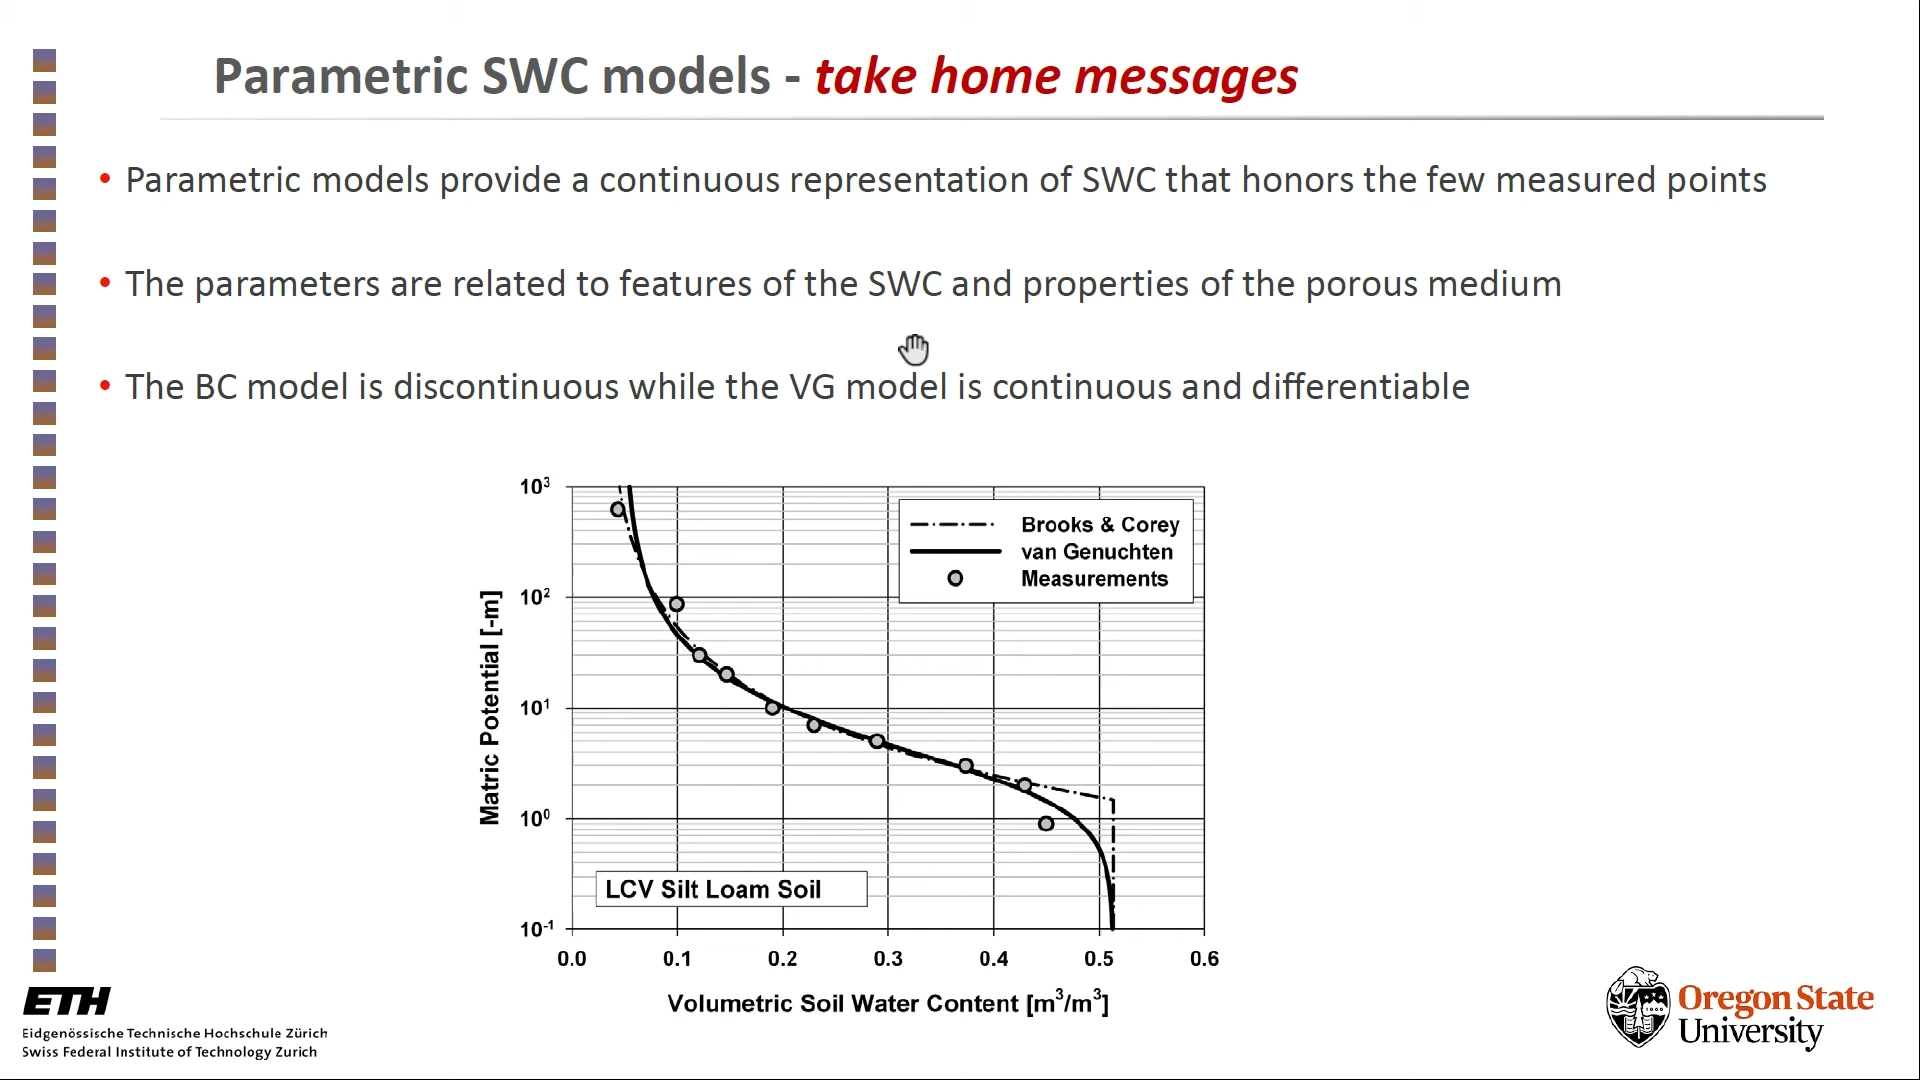 Parametric SWC models - take home messages
• Parametric models provide a continuous representation of SWC that honors the few measured points
• The parameters are related to features of the SWC and properties of the porous medium
• The BC model is discontinuous while the VG model is continuous and differentiable
10³
10²
10¹
10⁰
10⁻¹
Matric Potential [-m]
Brooks & Corey
van Genuchten
Measurements
LCV Silt Loam Soil
0.0 0.1 0.2 0.3 0.4 0.5 0.6
Volumetric Soil Water Content [m³/m³]
ETH
Eidgenössische Technische Hochschule Zürich
Swiss Federal Institute of Technology Zurich
Oregon State
University